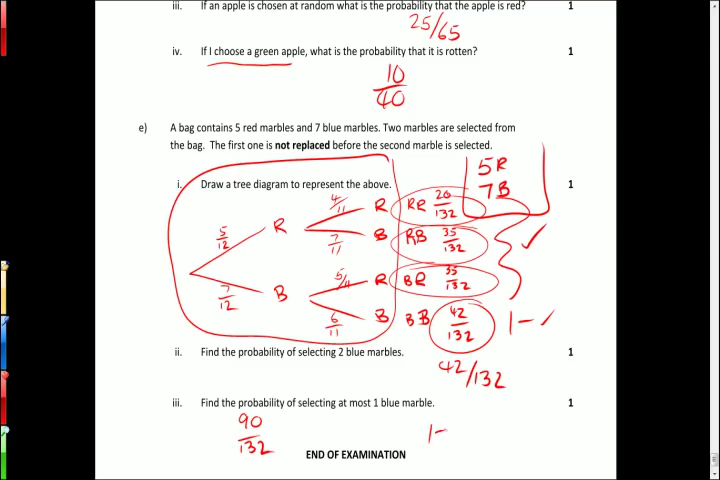 iii. If an apple is chosen at random what is the probability that the apple is red? 1
25/65
iv. If I choose a green apple, what is the probability that it is rotten? 1
10/40
e) A bag contains 5 red marbles and 7 blue marbles. Two marbles are selected from
the bag. The first one is not replaced before the second marble is selected.
5R
7B
i. Draw a tree diagram to represent the above. 1
4/11 R RR 20/132
5/12 R
7/11 B RB 35/132 ✓
5/11 R BR 35/132
7/12 B
6/11 B BB 42/132 1- ✓
ii. Find the probability of selecting 2 blue marbles. 1
42/132
iii. Find the probability of selecting at most 1 blue marble. 1
90/132 1-
END OF EXAMINATION